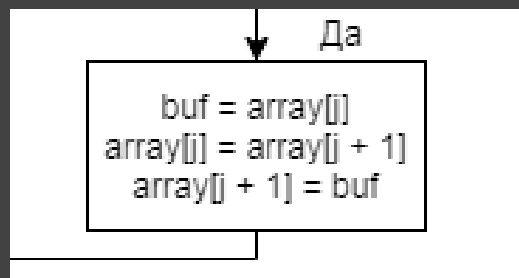 Да
buf = array[j]
array[j] = array[j + 1]
array[j + 1] = buf